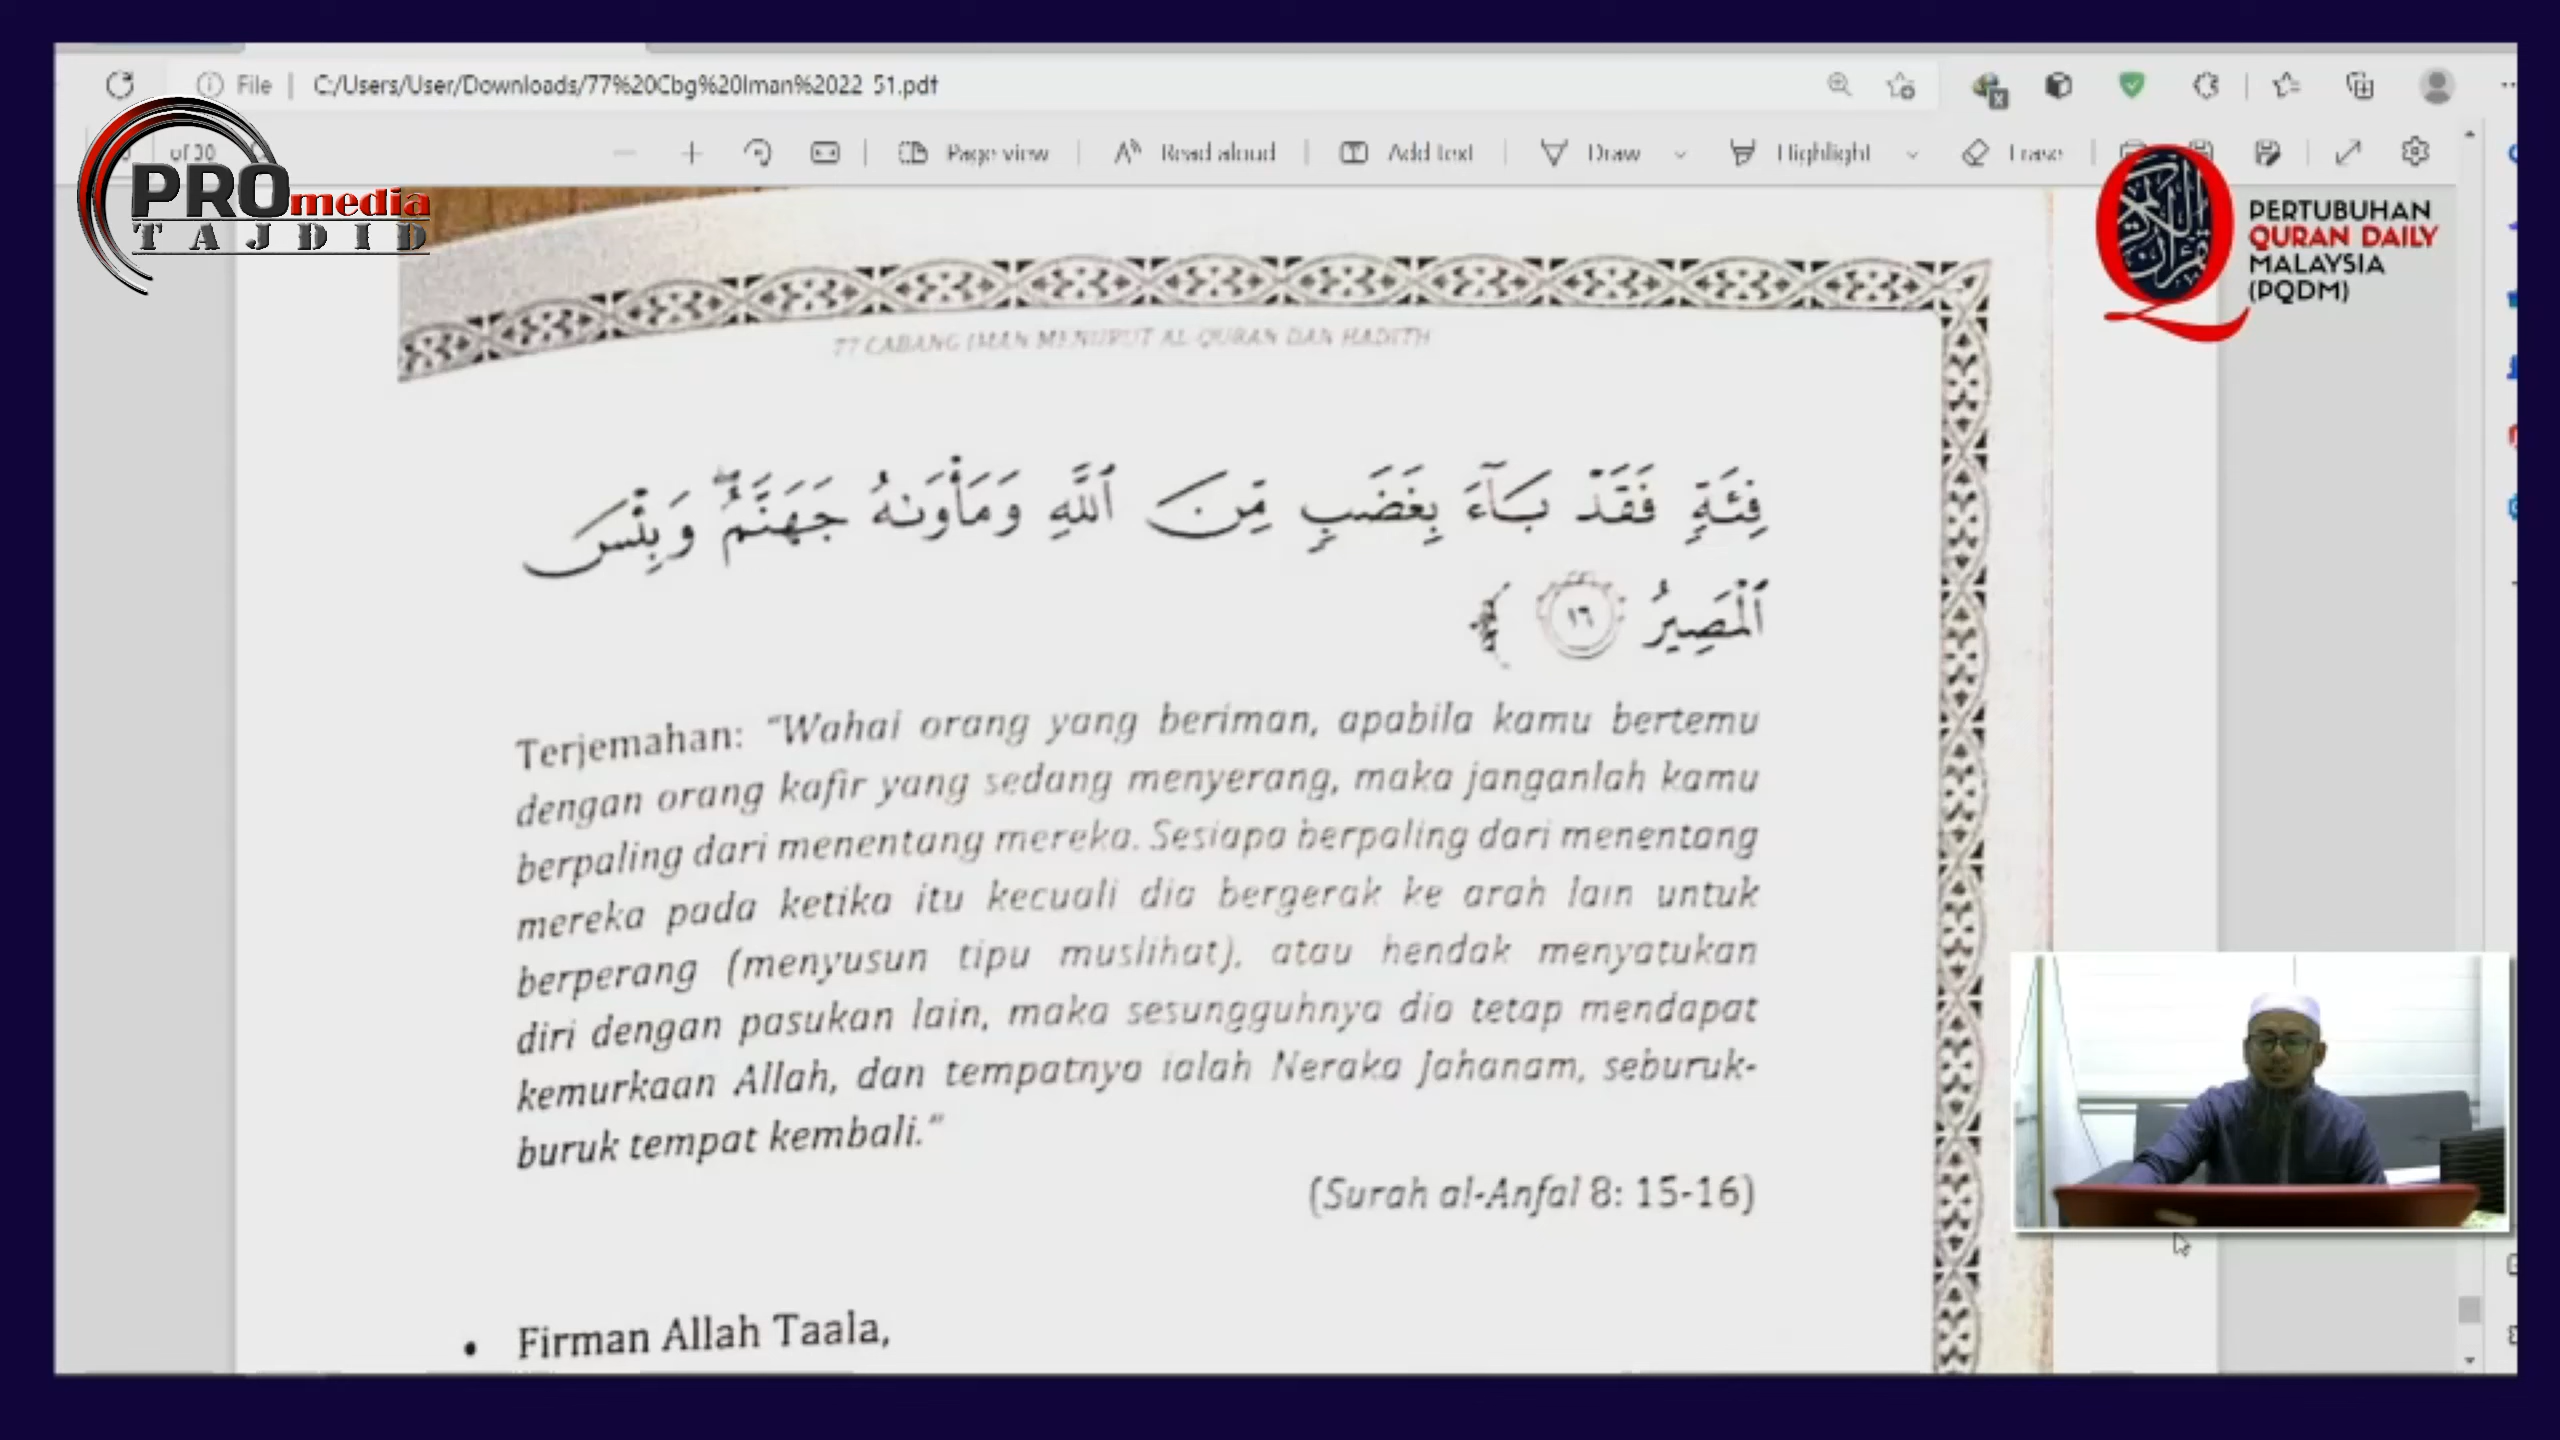 File | C:/Users/User/Downloads/77%20Cbg%20Iman%2022 51.pdf
of 30
Page view
Read aloud
Add text
Draw
Highlight
Erase
PROmedia
TAJDID
PERTUBUHAN
QURAN DAILY
MALAYSIA
(PQDM)
77 CABANG IMAN MENURUT AL-QURAN DAN HADITH
فِئَةٍ فَقَدْ بَآءَ بِغَضَبٍ مِّنَ ٱللَّهِ وَمَأْوَىٰهُ جَهَنَّمُ ۖ وَبِئْسَ
ٱلْمَصِيرُ ١٦ ﴾
Terjemahan: “Wahai orang yang beriman, apabila kamu bertemu
dengan orang kafir yang sedang menyerang, maka janganlah kamu
berpaling dari menentang mereka. Sesiapa berpaling dari menentang
mereka pada ketika itu kecuali dia bergerak ke arah lain untuk
berperang (menyusun tipu muslihat), atau hendak menyatukan
diri dengan pasukan lain, maka sesungguhnya dia tetap mendapat
kemurkaan Allah, dan tempatnya ialah Neraka Jahanam, seburuk-
buruk tempat kembali.”
(Surah al-Anfal 8: 15-16)
• Firman Allah Taala,